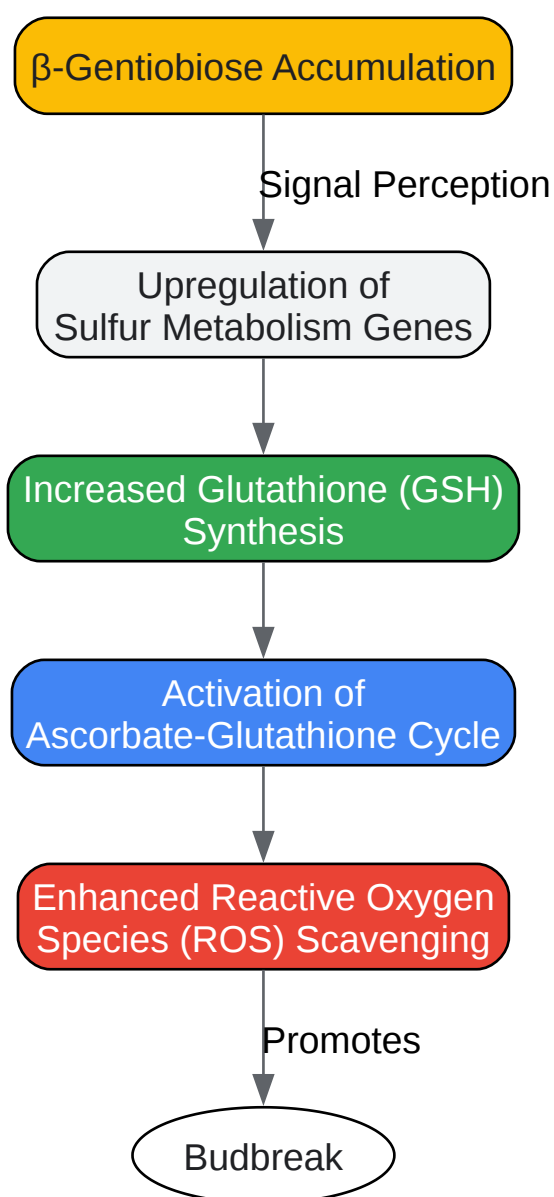 β-Gentiobiose Accumulation
Signal Perception
Upregulation of
Sulfur Metabolism Genes
Increased Glutathione (GSH)
Synthesis
Activation of
Ascorbate-Glutathione Cycle
Enhanced Reactive Oxygen
Species (ROS) Scavenging
Promotes
Budbreak